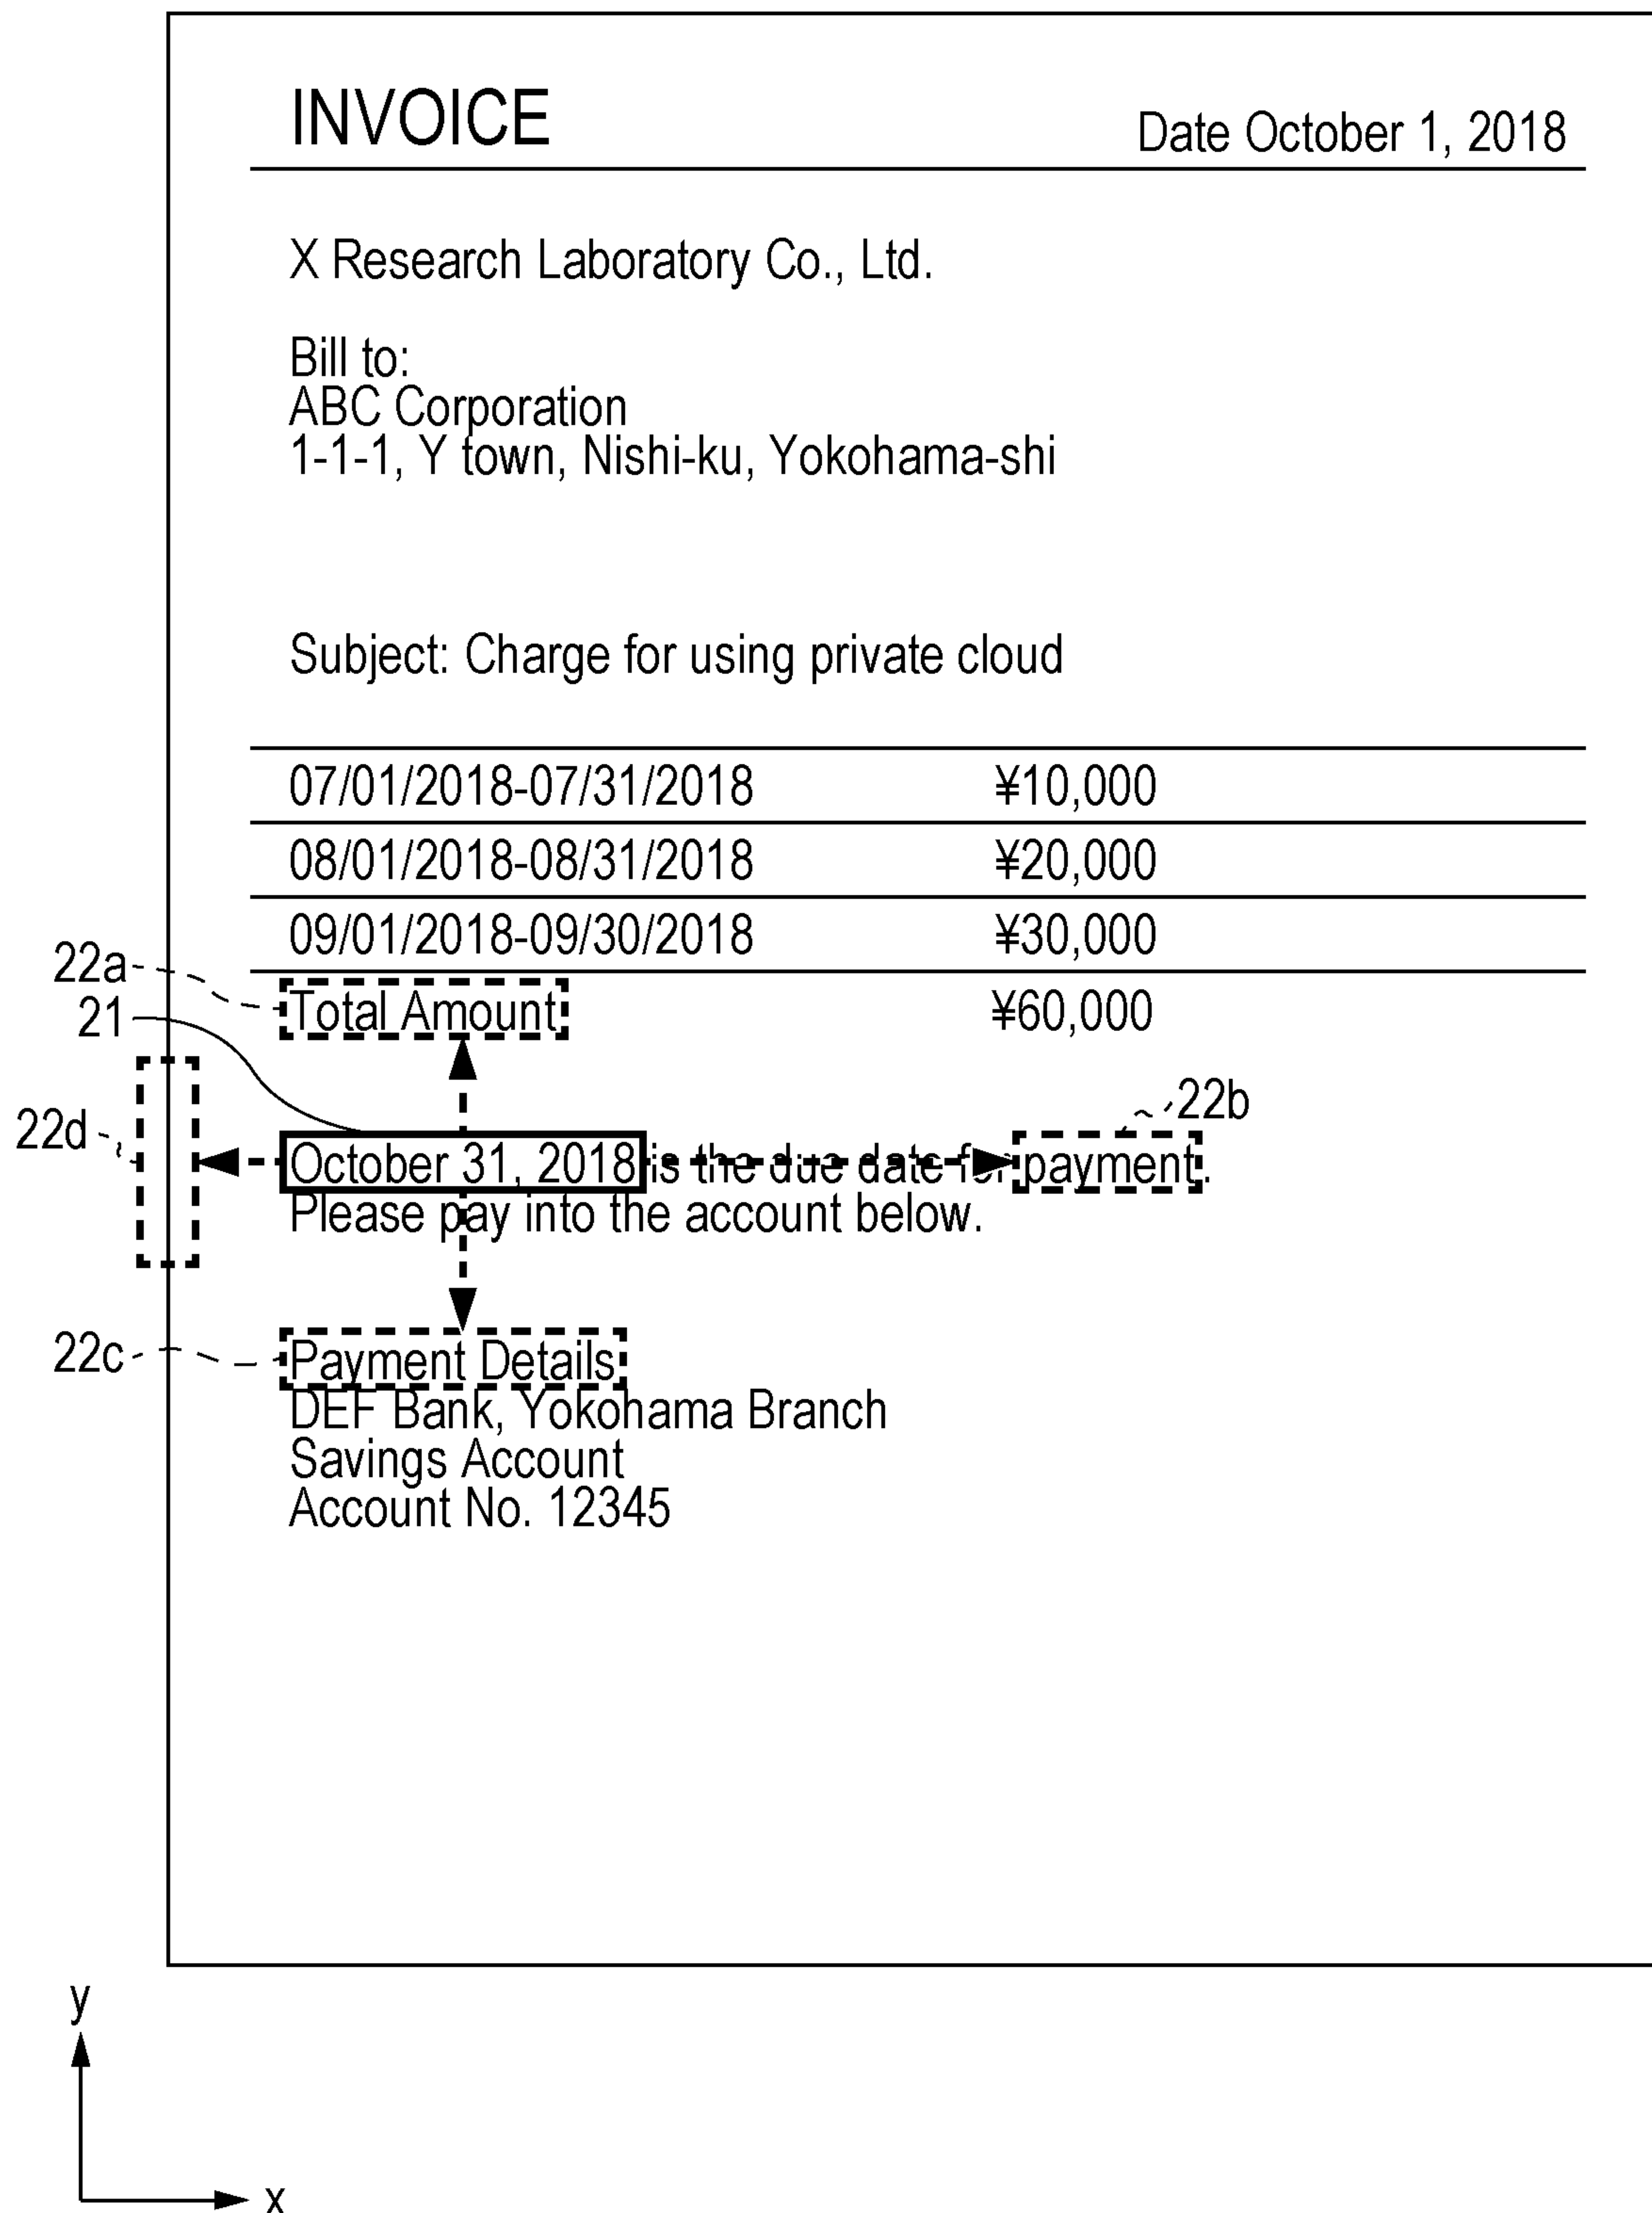 INVOICE
Date October 1, 2018
X Research Laboratory Co., Ltd.
Bill to:
ABC Corporation
1-1-1, Y town, Nishi-ku, Yokohama-shi
Subject: Charge for using private cloud
07/01/2018-07/31/2018 ¥10,000
08/01/2018-08/31/2018 ¥20,000
09/01/2018-09/30/2018 ¥30,000
22a
Total Amount ¥60,000
21
22b
22d
October 31, 2018 is the due date for payment.
Please pay into the account below.
22c
Payment Details
DEF Bank, Yokohama Branch
Savings Account
Account No. 12345
y
x